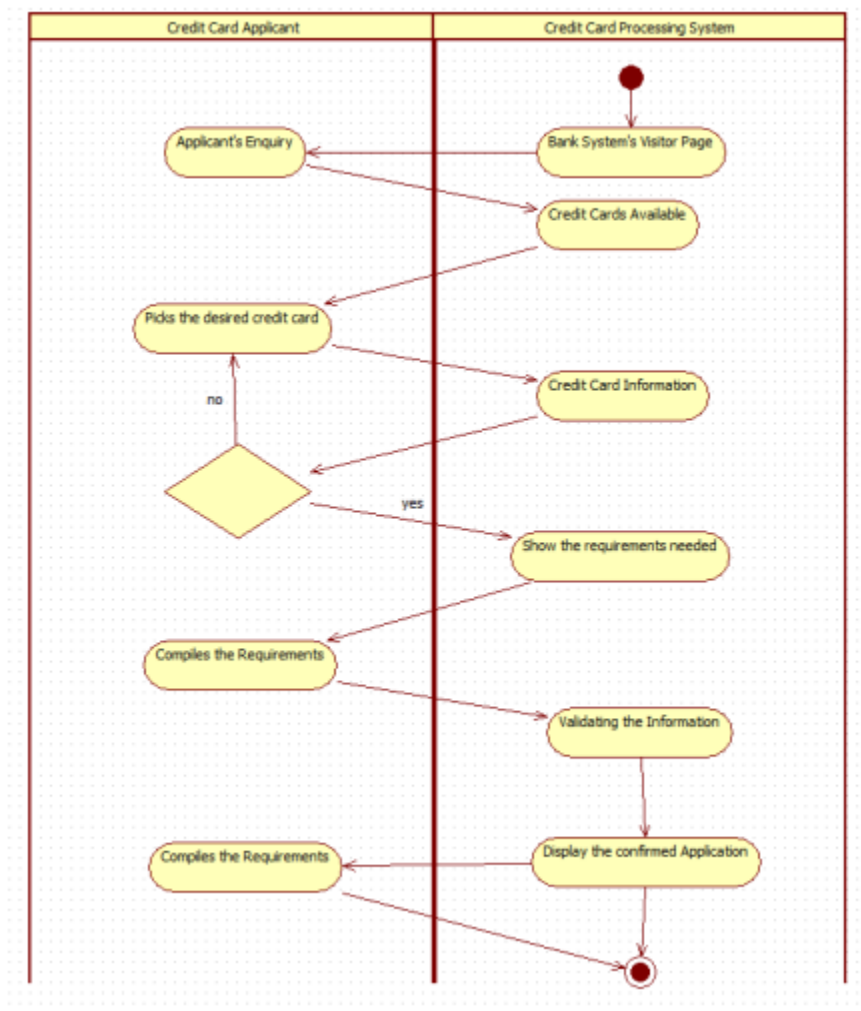 Credit Card Applicant
Credit Card Processing System
Applicant's Enquiry
Bank System's Visitor Page
Credit Cards Available
Picks the desired credit card
Credit Card Information
no
yes
Show the requirements needed
Compiles the Requirements
Validating the Information
Compiles the Requirements
Display the confirmed Application